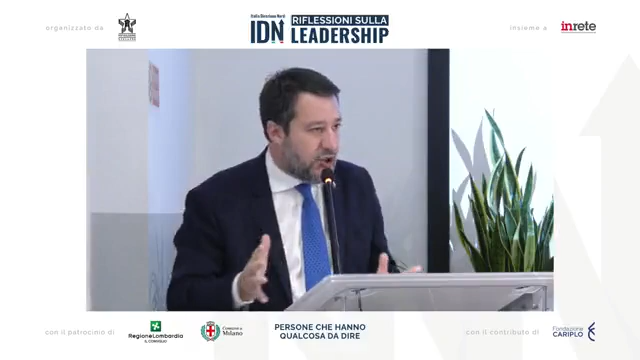 organizzato da
Italia Direzione Nord
IDN
RIFLESSIONI SULLA
LEADERSHIP
insieme a
inrete
con il patrocinio di
RegioneLombardia
IL CONSIGLIO
Comune di
Milano
PERSONE CHE HANNO
QUALCOSA DA DIRE
con il contributo di
Fondazione
CARIPLO